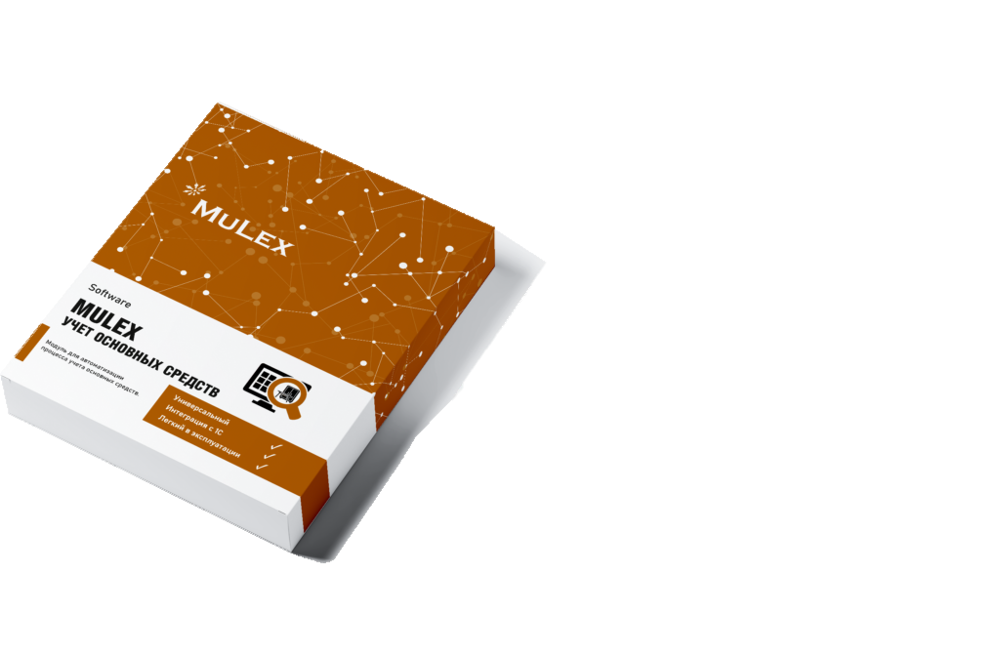 MULEX
Software
MULEX
УЧЕТ ОСНОВНЫХ СРЕДСТВ
Модуль для автоматизации
процесса учета основных средств.
Универсальный
Интеграция с 1С
Легкий в эксплуатации